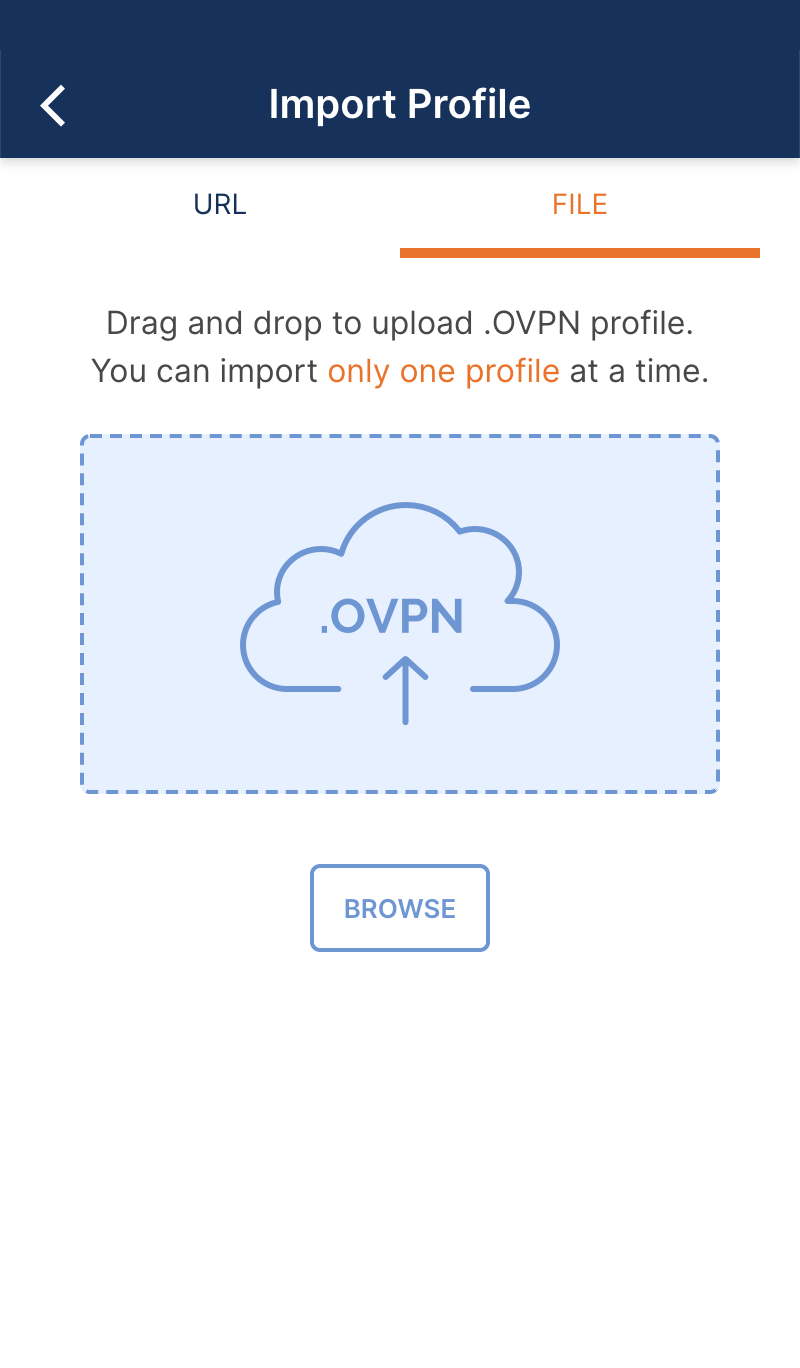 Import Profile
URL
FILE
Drag and drop to upload .OVPN profile.
You can import only one profile at a time.
.OVPN
BROWSE